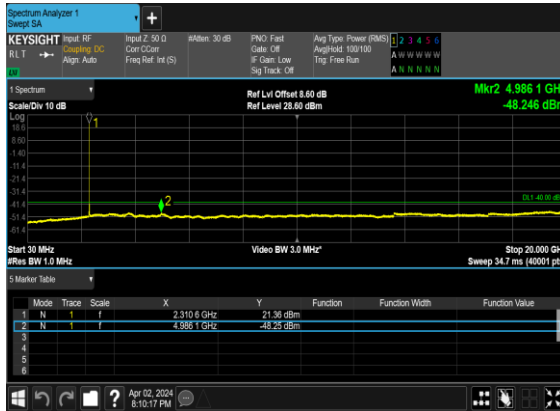 Spectrum Analyzer 1
Swept SA
+
KEYSIGHT Input: RF Input Z: 50 Ω #Atten: 30 dB PNO: Fast Avg Type: Power (RMS) 1 2 3 4 5 6
RLT Coupling: DC Corr CCorr Gate: Off Avg|Hold: 100/100 A W W W W W
Align: Auto Freq Ref: Int (S) IF Gain: Low Trig: Free Run
Sig Track: Off A N N N N N
1 Spectrum
Scale/Div 10 dB Ref Lvl Offset 8.60 dB Mkr2 4.986 1 GHz
Ref Level 28.60 dBm -48.246 dBm
Log
18.6
8.60
-1.40
-11.4
-21.4
-31.4
-41.4
-51.4
-61.4
1
2
DL1 -40.00 dB
Start 30 MHz Video BW 3.0 MHz* Stop 20.000 GH
#Res BW 1.0 MHz Sweep 34.7 ms (40001 pts
5 Marker Table
Mode Trace Scale X Y Function Function Width Function Value
1 N 1 f 2.310 6 GHz 21.36 dBm
2 N 1 f 4.986 1 GHz -48.25 dBm
3
4
5
6
? Apr 02, 2024
8:10:17 PM